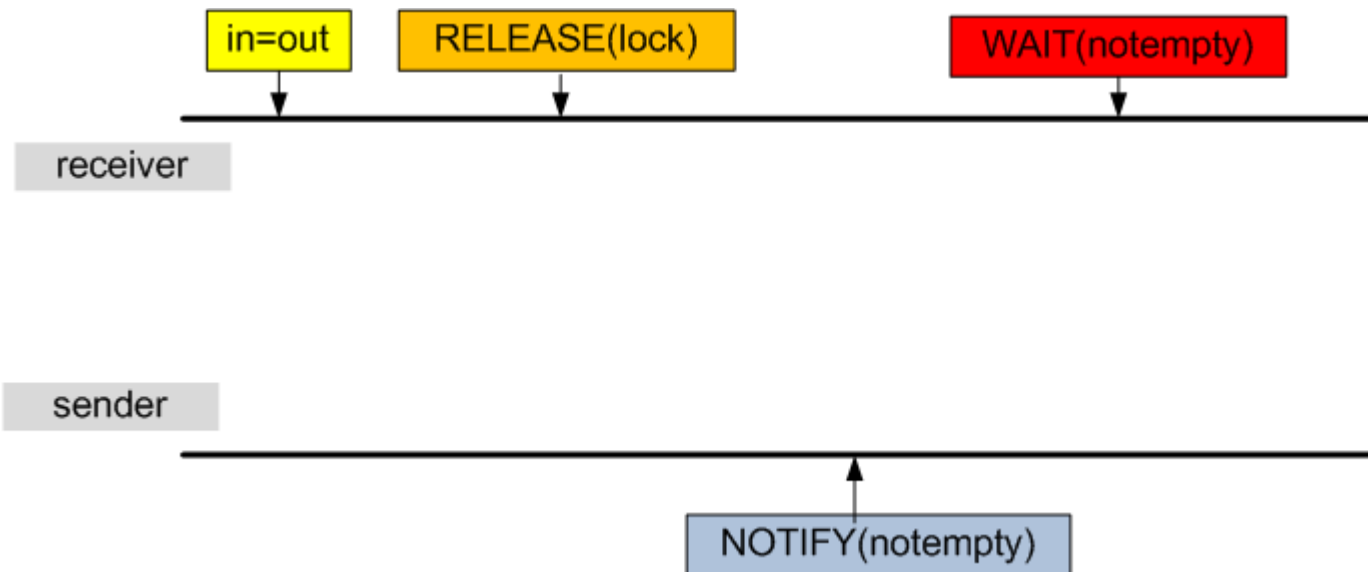 in=out
RELEASE(lock)
WAIT(notempty)
receiver
sender
NOTIFY(notempty)